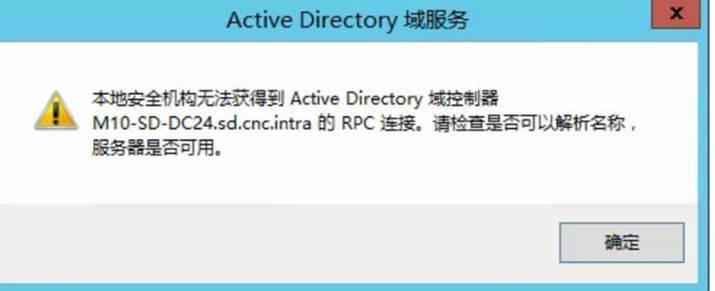 Active Directory 域服务
x
本地安全机构无法获得到 Active Directory 域控制器
M10-SD-DC24.sd.cnc.intra 的 RPC 连接。请检查是否可以解析名称，
服务器是否可用。
确定